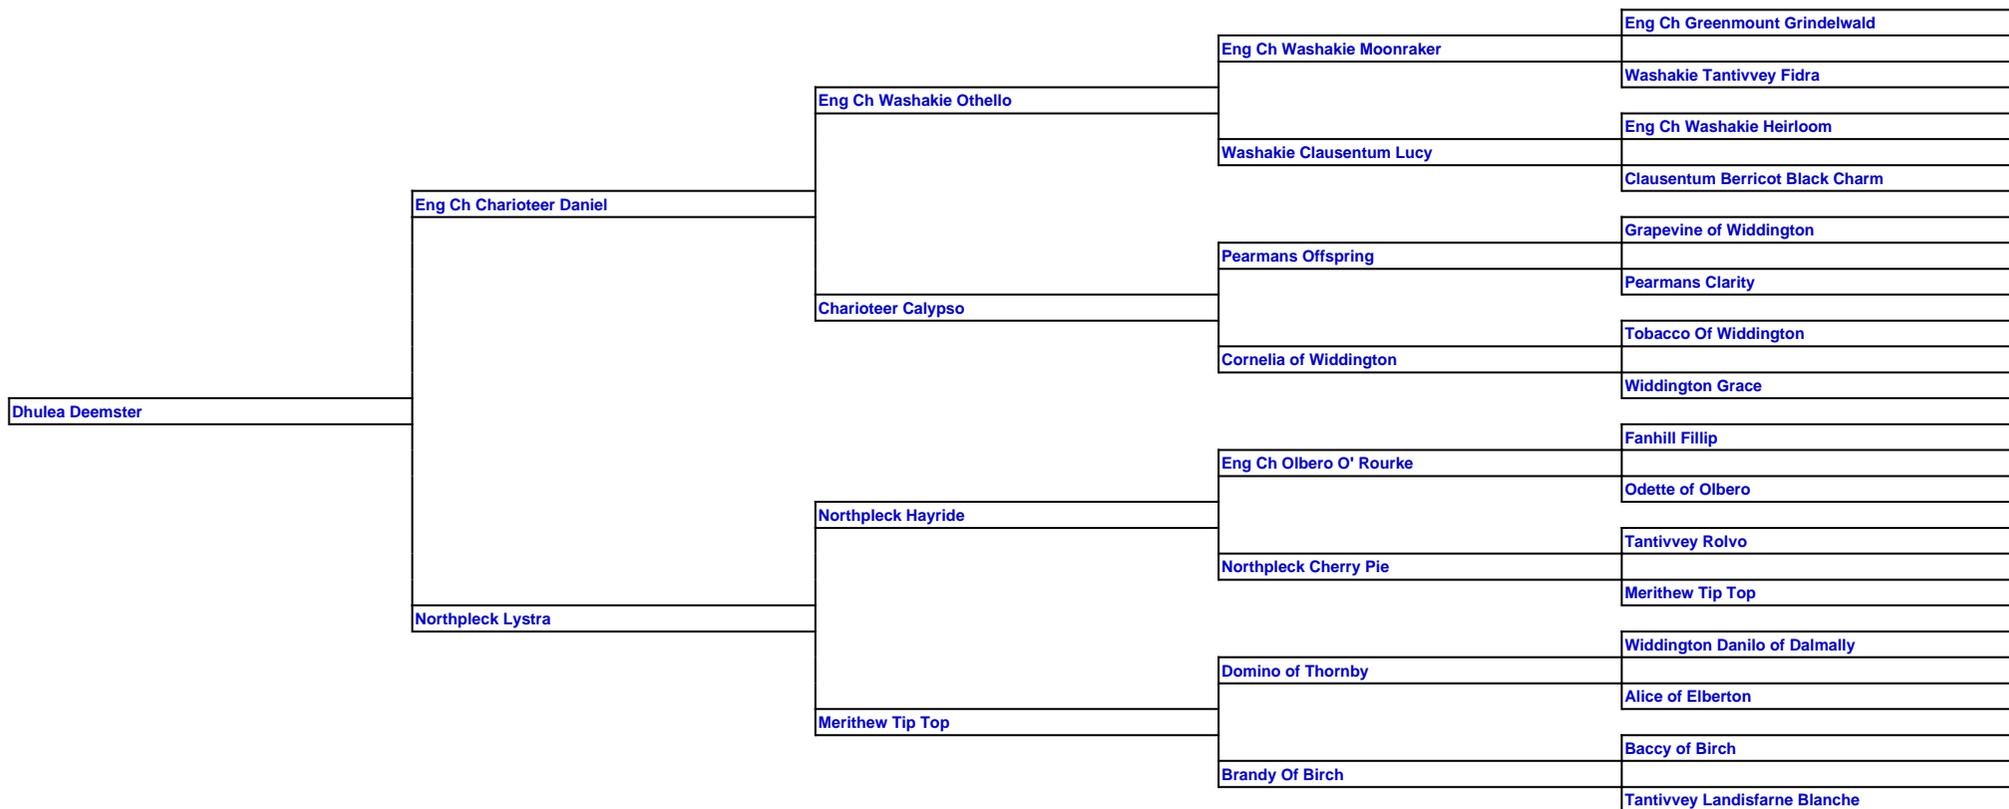 Eng Ch Greenmount Grindelwald
Eng Ch Washakie Moonraker
Washakie Tantivvey Fidra
Eng Ch Washakie Othello
Eng Ch Washakie Heirloom
Washakie Clausentum Lucy
Clausentum Berricot Black Charm
Eng Ch Charioteer Daniel
Grapevine of Widdington
Pearmans Offspring
Pearmans Clarity
Charioteer Calypso
Tobacco Of Widdington
Cornelia of Widdington
Widdington Grace
Dhulea Deemster
Fanhill Fillip
Eng Ch Olbero O' Rourke
Odette of Olbero
Northpleck Hayride
Tantivvey Rolvo
Northpleck Cherry Pie
Merithew Tip Top
Northpleck Lystra
Widdington Danilo of Dalmally
Domino of Thornby
Alice of Elberton
Merithew Tip Top
Baccy of Birch
Brandy Of Birch
Tantivvey Landisfarne Blanche